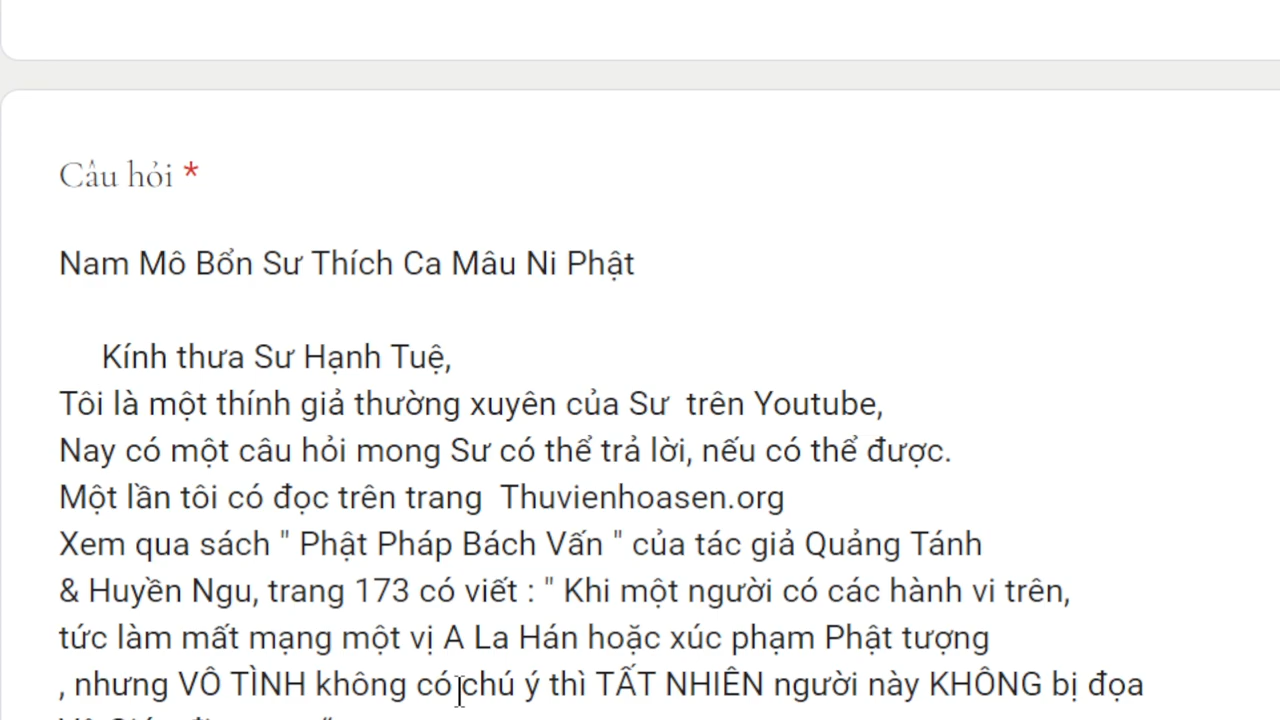 Câu hỏi *
Nam Mô Bổn Sư Thích Ca Mâu Ni Phật
Kính thưa Sư Hạnh Tuệ,
Tôi là một thính giả thường xuyên của Sư trên Youtube,
Nay có một câu hỏi mong Sư có thể trả lời, nếu có thể được.
Một lần tôi có đọc trên trang Thuvienhoasen.org
Xem qua sách " Phật Pháp Bách Vấn " của tác giả Quảng Tánh
& Huyền Ngu, trang 173 có viết : " Khi một người có các hành vi trên,
tức làm mất mạng một vị A La Hán hoặc xúc phạm Phật tượng
, nhưng VÔ TÌNH không có chú ý thì TẤT NHIÊN người này KHÔNG bị đọa